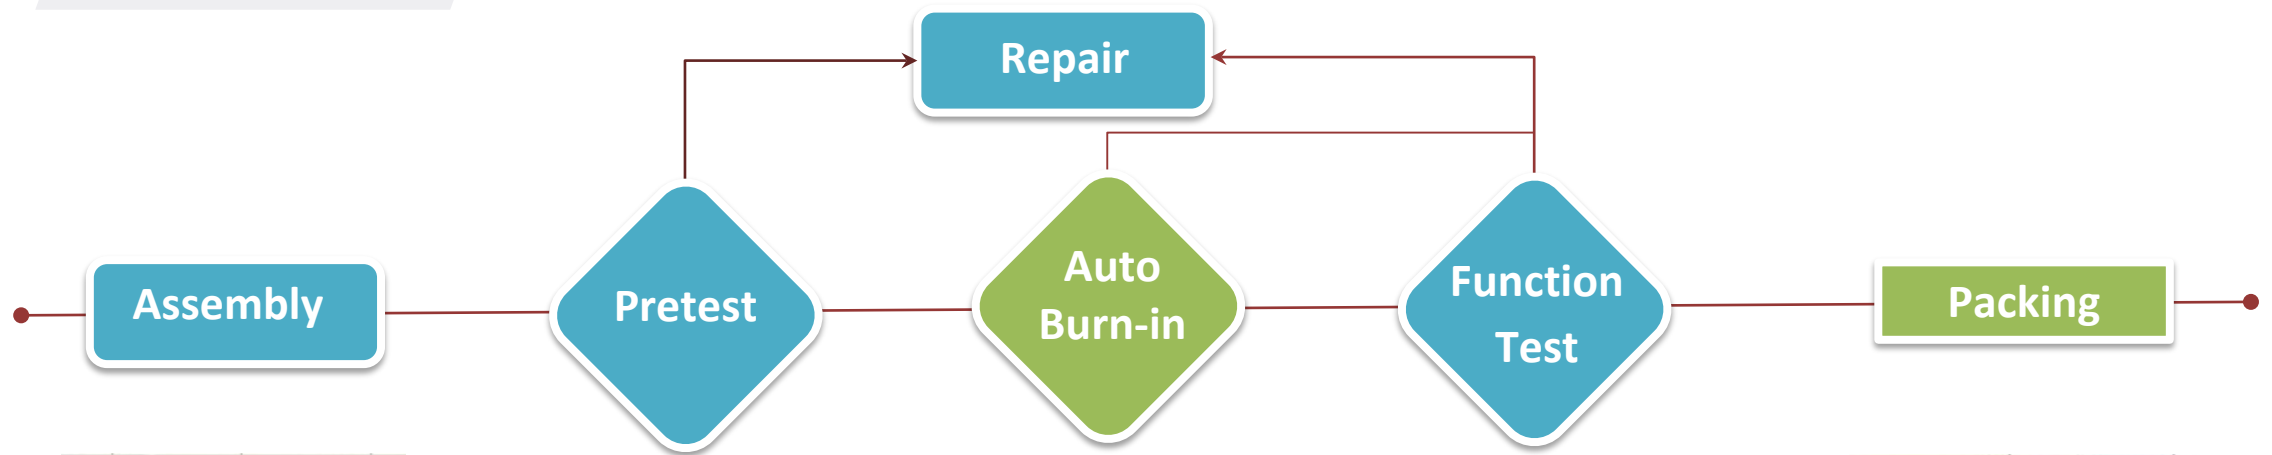 Repair
Assembly
Pretest
Auto
Burn-in
Function
Test
Packing